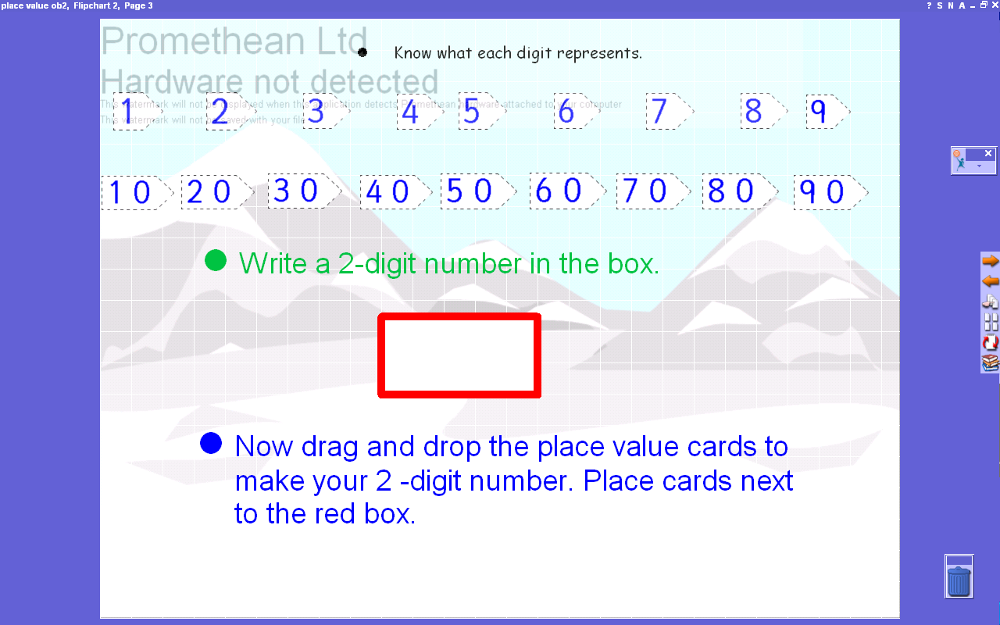 place value ob2, Flipchart 2, Page 3
? S N A
Promethean Ltd
Know what each digit represents.
Hardware not detected
This watermark will not be displayed when this application detects Promethean hardware attached to your computer
This watermark will not be saved with your file
1 2 3 4 5 6 7 8 9
10 20 30 40 50 60 70 80 90
Write a 2-digit number in the box.
Now drag and drop the place value cards to
make your 2 -digit number. Place cards next
to the red box.